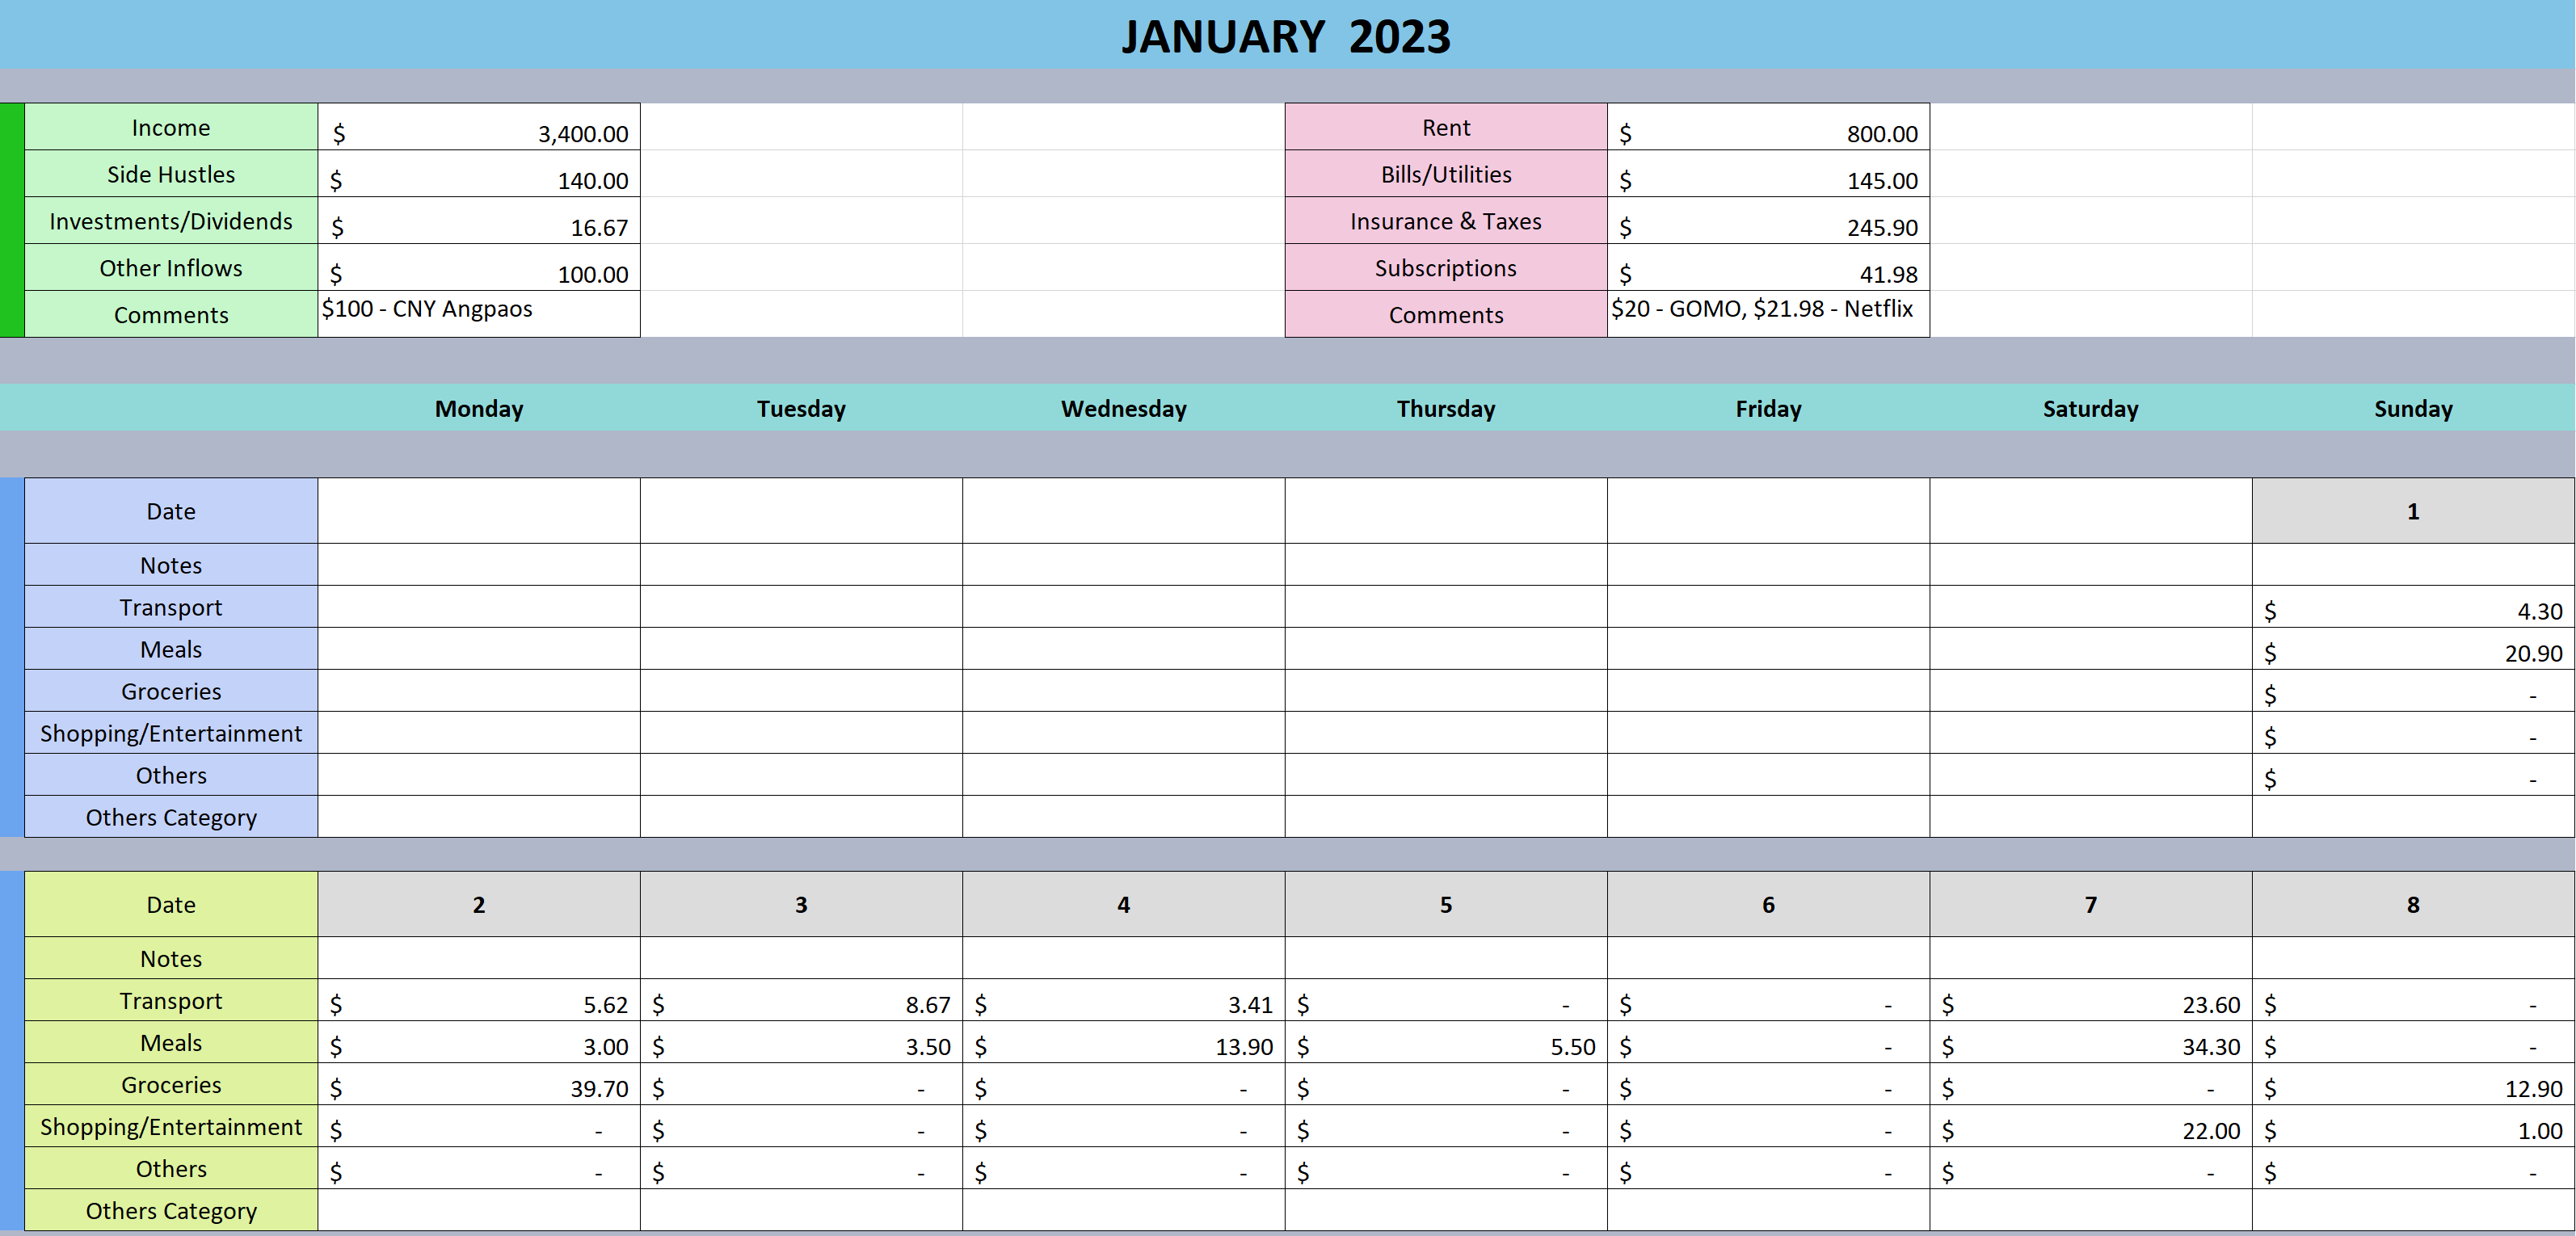 JANUARY 2023
Income $ 3,400.00 Rent $ 800.00
Side Hustles $ 140.00 Bills/Utilities $ 145.00
Investments/Dividends $ 16.67 Insurance & Taxes $ 245.90
Other Inflows $ 100.00 Subscriptions $ 41.98
Comments $100 - CNY Angpaos Comments $20 - GOMO, $21.98 - Netflix
Monday Tuesday Wednesday Thursday Friday Saturday Sunday
Date 1
Notes
Transport $ 4.30
Meals $ 20.90
Groceries $ -
Shopping/Entertainment $ -
Others $ -
Others Category
Date 2 3 4 5 6 7 8
Notes
Transport $ 5.62 $ 8.67 $ 3.41 $ - $ - $ 23.60 $ -
Meals $ 3.00 $ 3.50 $ 13.90 $ 5.50 $ - $ 34.30 $ -
Groceries $ 39.70 $ - $ - $ - $ - $ - $ 12.90
Shopping/Entertainment $ - $ - $ - $ - $ - $ 22.00 $ 1.00
Others $ - $ - $ - $ - $ - $ - $ -
Others Category